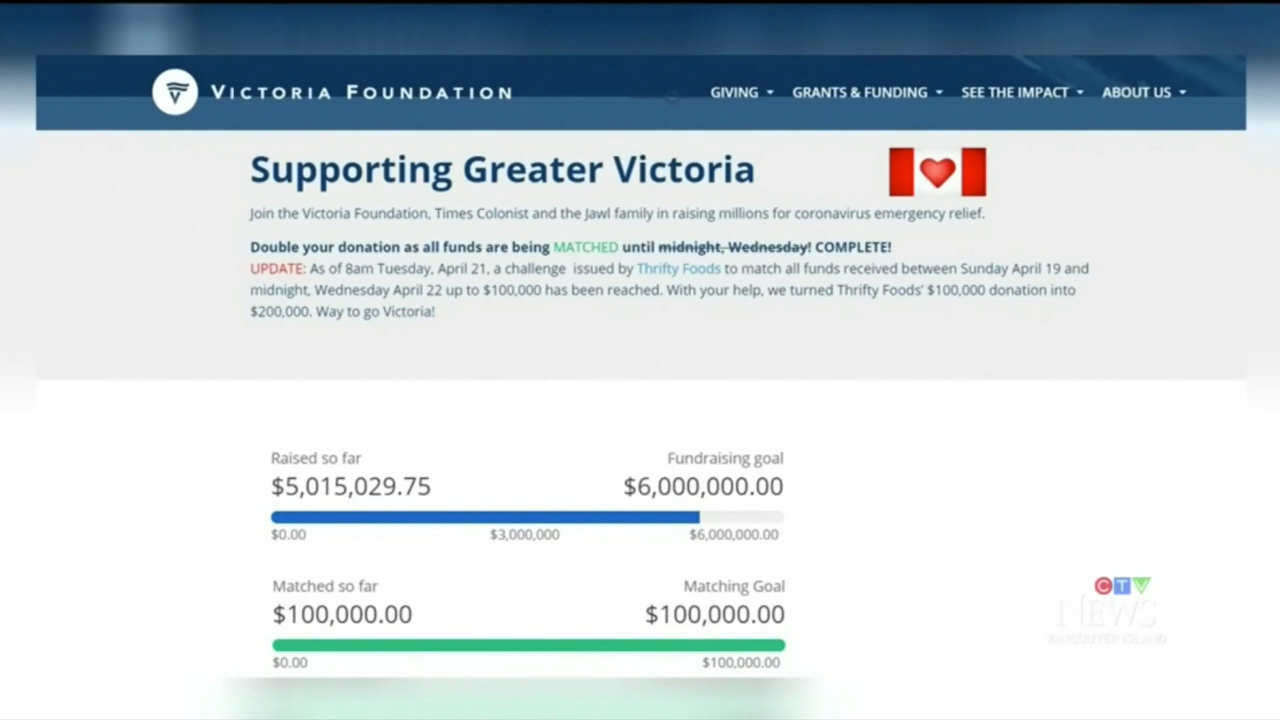 VICTORIA FOUNDATION
GIVING GRANTS & FUNDING SEE THE IMPACT ABOUT US
Supporting Greater Victoria
Join the Victoria Foundation, Times Colonist and the Jawl family in raising millions for coronavirus emergency relief.
Double your donation as all funds are being MATCHED until midnight, Wednesday! COMPLETE!
UPDATE: As of 8am Tuesday, April 21, a challenge issued by Thrifty Foods to match all funds received between Sunday April 19 and
midnight, Wednesday April 22 up to $100,000 has been reached. With your help, we turned Thrifty Foods' $100,000 donation into
$200,000. Way to go Victoria!
Raised so far Fundraising goal
$5,015,029.75 $6,000,000.00
$0.00 $3,000,000 $6,000,000.00
Matched so far Matching Goal
$100,000.00 $100,000.00
$0.00 $100,000.00
CTV
NEWS
VANCOUVER ISLAND